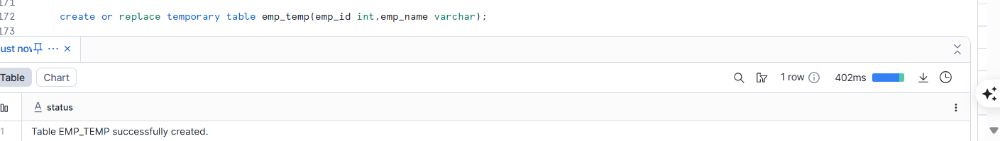 171
172 create or replace temporary table emp_temp(emp_id int,emp_name varchar);
173
ust now
Table Chart 1 row 402ms
status
1 Table EMP_TEMP successfully created.